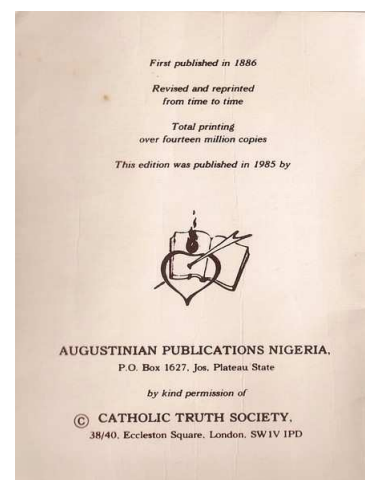 First published in 1886
Revised and reprinted
from time to time
Total printing
over fourteen million copies
This edition was published in 1985 by
AUGUSTINIAN PUBLICATIONS NIGERIA,
P.O. Box 1627, Jos, Plateau State
by kind permission of
© CATHOLIC TRUTH SOCIETY,
38/40, Eccleston Square, London, SW1V 1PD